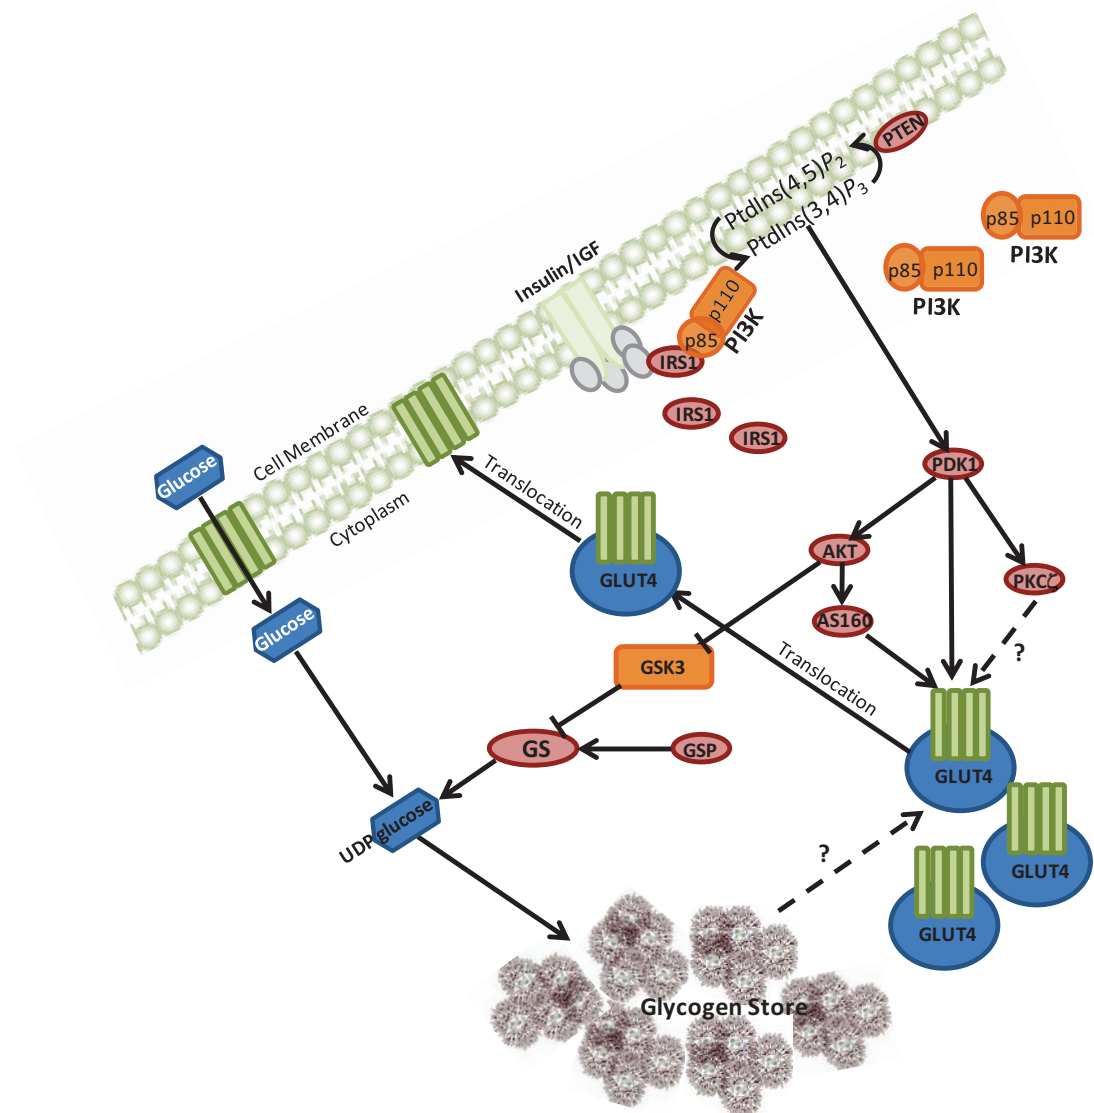 PTEN
PtdIns(4,5)P2
PtdIns(3,4)P3
p85 p110
PI3K
p85 p110
PI3K
Insulin/IGF
p110
p85
PI3K
IRS1
IRS1
IRS1
Cell Membrane
Cytoplasm
Glucose
Glucose
Translocation
GLUT4
PDK1
AKT
PKCζ
AS160
?
GSK3
Translocation
GS
GSP
GLUT4
UDP glucose
?
GLUT4
GLUT4
Glycogen Store